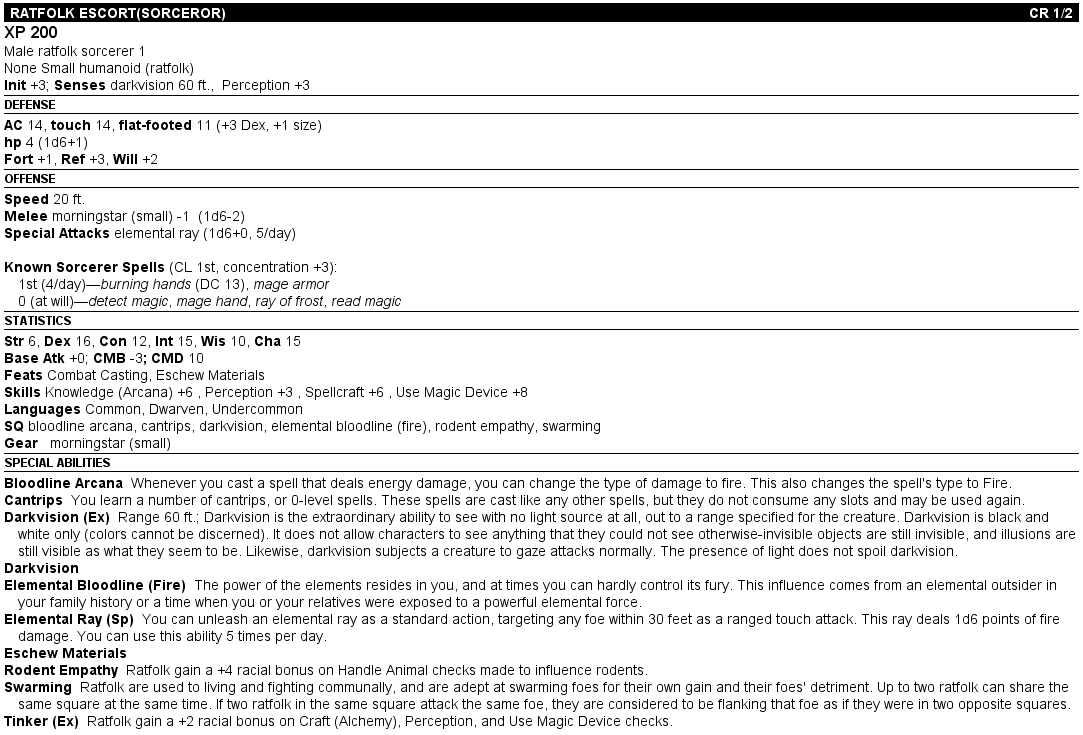 RATFOLK ESCORT(SORCEROR) CR 1/2
XP 200
Male ratfolk sorcerer 1
None Small humanoid (ratfolk)
Init +3; Senses darkvision 60 ft.,  Perception +3
DEFENSE
AC 14, touch 14, flat-footed 11 (+3 Dex, +1 size)
hp 4 (1d6+1)
Fort +1, Ref +3, Will +2
OFFENSE
Speed 20 ft.
Melee morningstar (small) -1  (1d6-2)
Special Attacks elemental ray (1d6+0, 5/day)
Known Sorcerer Spells (CL 1st, concentration +3):
1st (4/day)—burning hands (DC 13), mage armor
0 (at will)—detect magic, mage hand, ray of frost, read magic
STATISTICS
Str 6, Dex 16, Con 12, Int 15, Wis 10, Cha 15
Base Atk +0; CMB -3; CMD 10
Feats Combat Casting, Eschew Materials
Skills Knowledge (Arcana) +6 , Perception +3 , Spellcraft +6 , Use Magic Device +8
Languages Common, Dwarven, Undercommon
SQ bloodline arcana, cantrips, darkvision, elemental bloodline (fire), rodent empathy, swarming
Gear  morningstar (small)
SPECIAL ABILITIES
Bloodline Arcana  Whenever you cast a spell that deals energy damage, you can change the type of damage to fire. This also changes the spell's type to Fire.
Cantrips  You learn a number of cantrips, or 0-level spells. These spells are cast like any other spells, but they do not consume any slots and may be used again.
Darkvision (Ex)  Range 60 ft.; Darkvision is the extraordinary ability to see with no light source at all, out to a range specified for the creature. Darkvision is black and
white only (colors cannot be discerned). It does not allow characters to see anything that they could not see otherwise-invisible objects are still invisible, and illusions are
still visible as what they seem to be. Likewise, darkvision subjects a creature to gaze attacks normally. The presence of light does not spoil darkvision.
Darkvision
Elemental Bloodline (Fire)  The power of the elements resides in you, and at times you can hardly control its fury. This influence comes from an elemental outsider in
your family history or a time when you or your relatives were exposed to a powerful elemental force.
Elemental Ray (Sp)  You can unleash an elemental ray as a standard action, targeting any foe within 30 feet as a ranged touch attack. This ray deals 1d6 points of fire
damage. You can use this ability 5 times per day.
Eschew Materials
Rodent Empathy  Ratfolk gain a +4 racial bonus on Handle Animal checks made to influence rodents.
Swarming  Ratfolk are used to living and fighting communally, and are adept at swarming foes for their own gain and their foes' detriment. Up to two ratfolk can share the
same square at the same time. If two ratfolk in the same square attack the same foe, they are considered to be flanking that foe as if they were in two opposite squares.
Tinker (Ex)  Ratfolk gain a +2 racial bonus on Craft (Alchemy), Perception, and Use Magic Device checks.